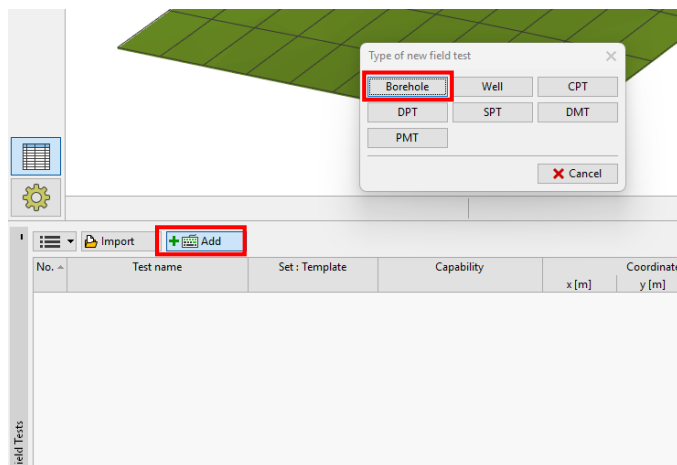 Type of new field test
Borehole Well CPT
DPT SPT DMT
PMT
Cancel
Import Add
No. Test name Set : Template Capability Coordinate
x [m] y [m]
ield Tests